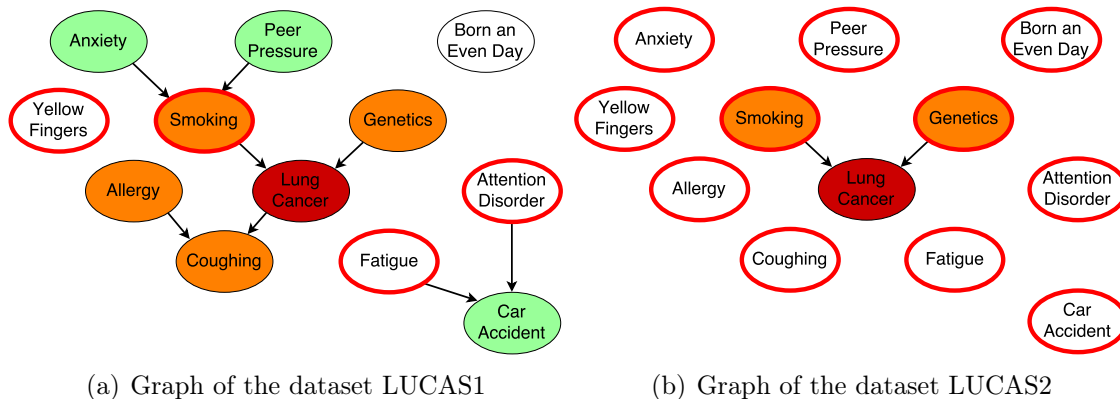 Anxiety
Peer
Pressure
Born an
Even Day
Yellow
Fingers
Smoking
Genetics
Allergy
Lung
Cancer
Attention
Disorder
Coughing
Fatigue
Car
Accident
(a) Graph of the dataset LUCAS1
Anxiety
Peer
Pressure
Born an
Even Day
Yellow
Fingers
Smoking
Genetics
Allergy
Lung
Cancer
Attention
Disorder
Coughing
Fatigue
Car
Accident
(b) Graph of the dataset LUCAS2